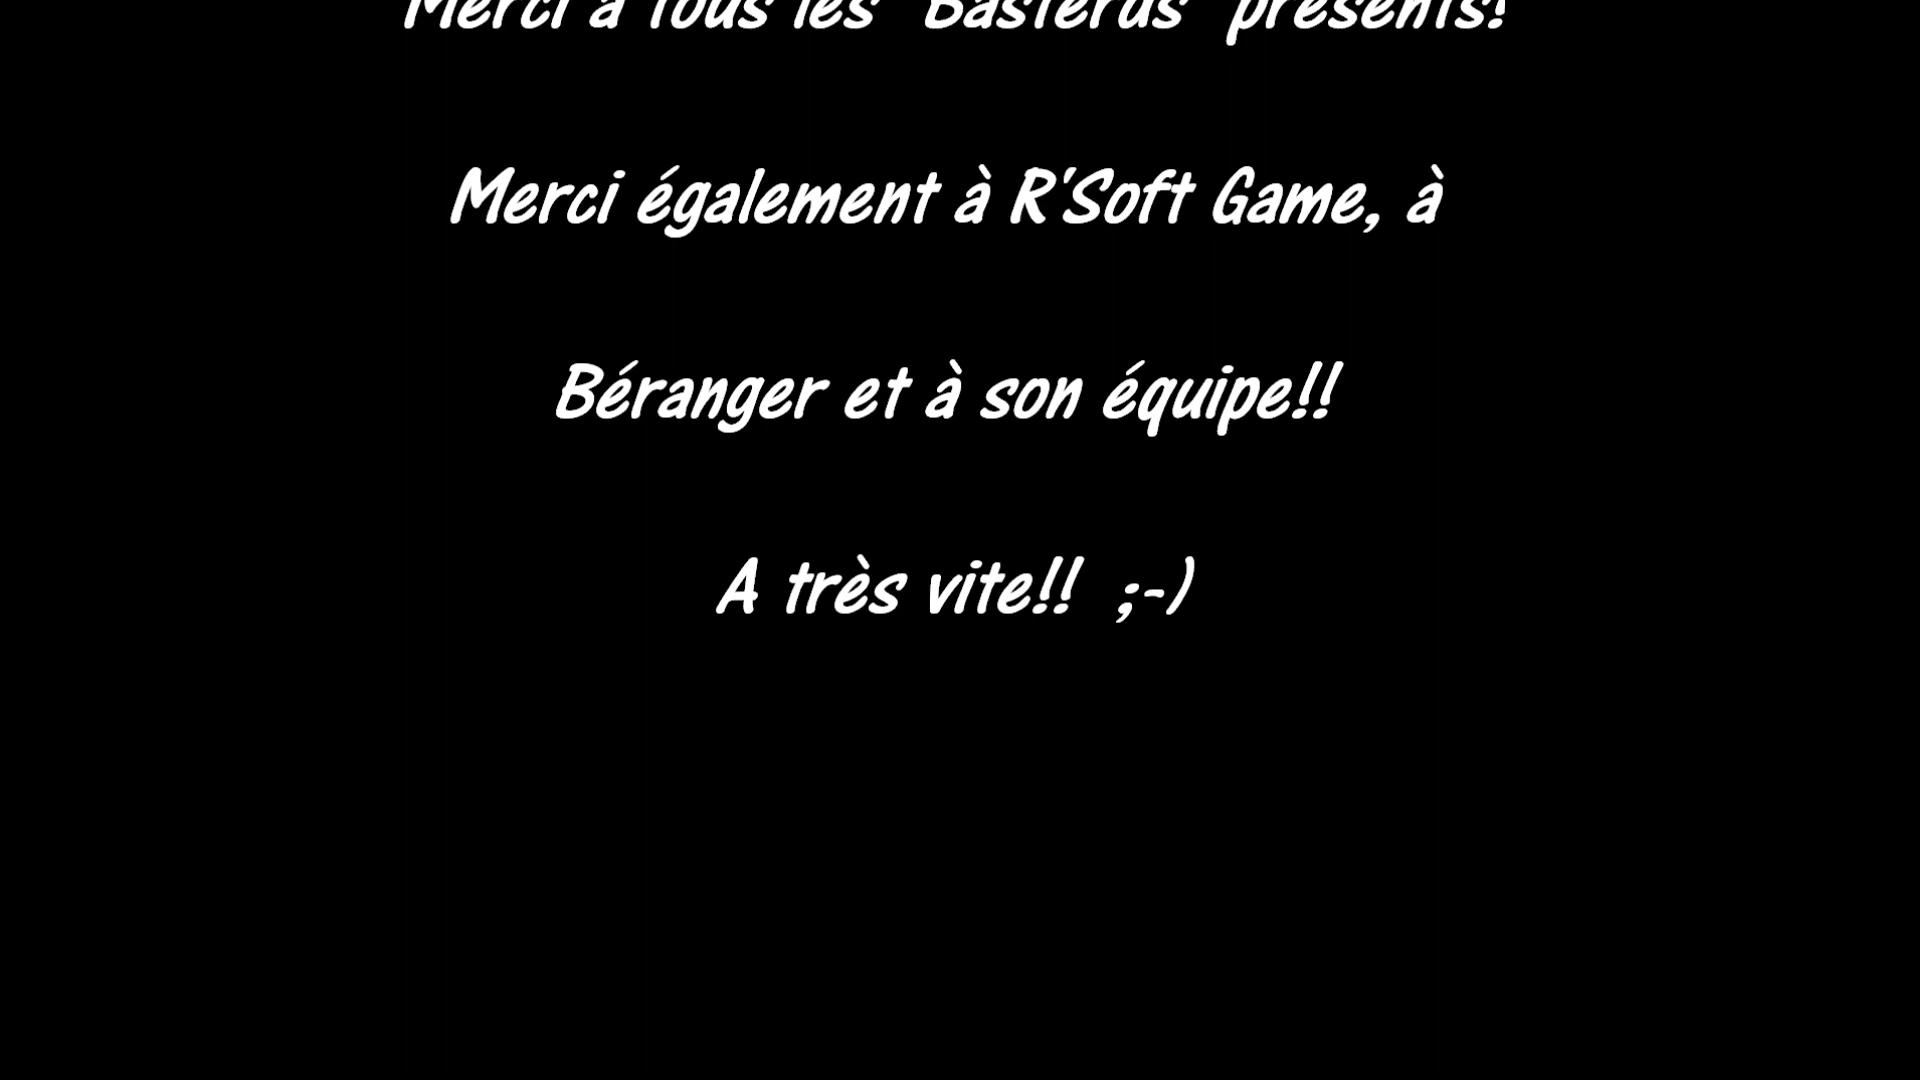 Merci à tous les "Basterds" présents!
Merci également à R'Soft Game, à
Béranger et à son équipe!!
A très vite!! ;-)